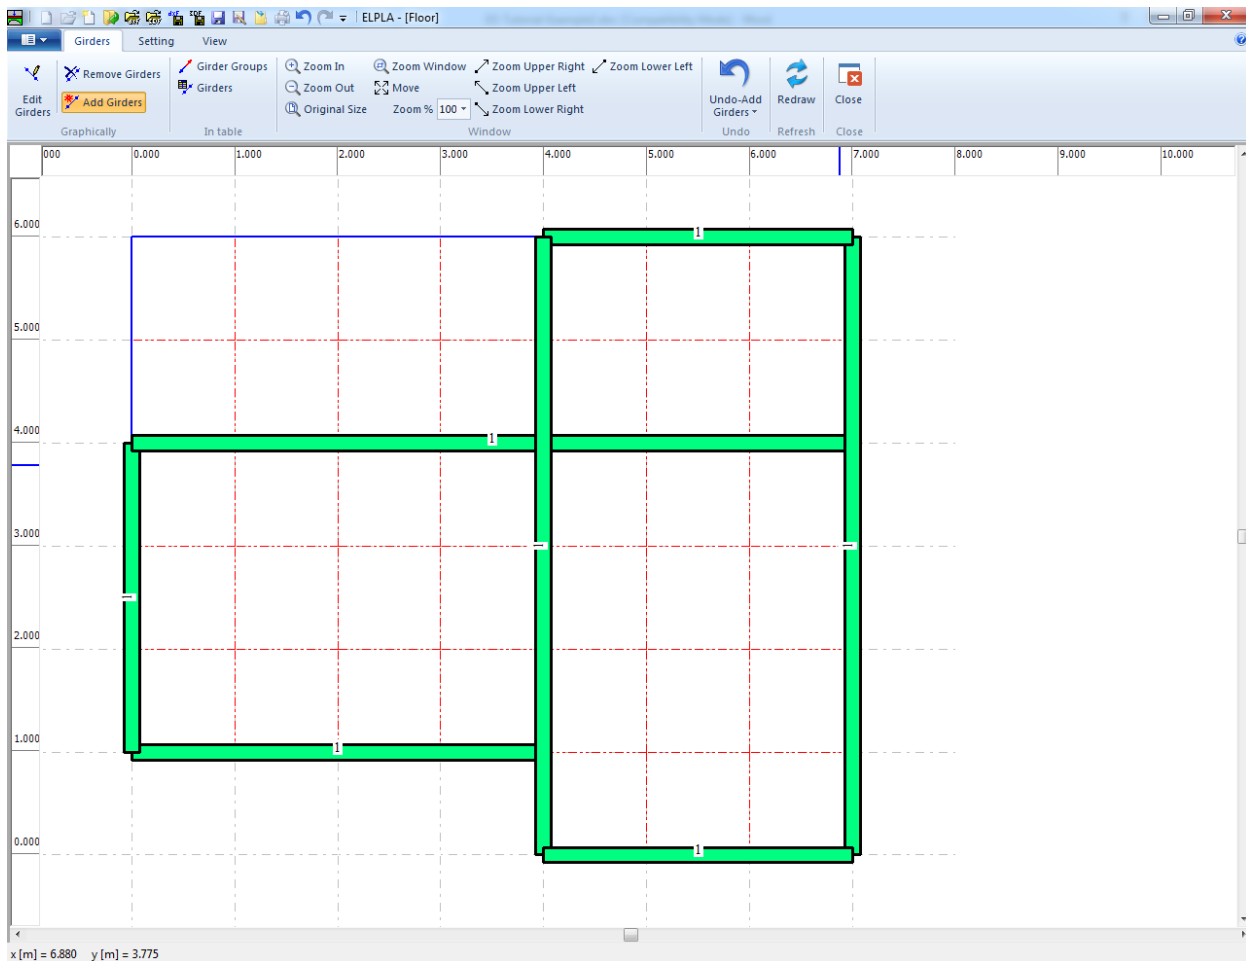 ELPLA - [Floor]
Girders Setting View
Remove Girders Girder Groups Zoom In Zoom Window Zoom Upper Right Zoom Lower Left
Add Girders Girders Zoom Out Move Zoom Upper Left
Original Size Zoom % 100 Zoom Lower Right
Edit Girders
Undo-Add Girders
Redraw
Close
Graphically In table Window Undo Refresh Close
000 0.000 1.000 2.000 3.000 4.000 5.000 6.000 7.000 8.000 9.000 10.000
6.000
1
5.000
4.000
1
3.000
1 1
1
2.000
1.000
1
0.000
1
x [m] = 6.880 y [m] = 3.775